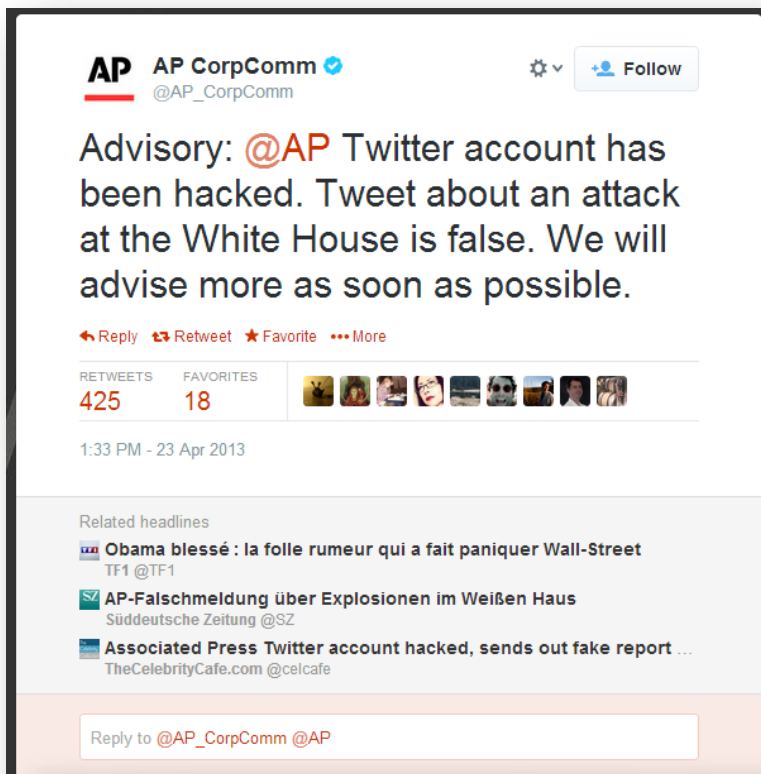 AP
AP CorpComm
@AP_CorpComm
Follow
Advisory: @AP Twitter account has
been hacked. Tweet about an attack
at the White House is false. We will
advise more as soon as possible.
Reply Retweet Favorite More
RETWEETS FAVORITES
425 18
1:33 PM - 23 Apr 2013
Related headlines
TF1
Obama blessé : la folle rumeur qui a fait paniquer Wall-Street
TF1 @TF1
SZ
AP-Falschmeldung über Explosionen im Weißen Haus
Süddeutsche Zeitung @SZ
Associated Press Twitter account hacked, sends out fake report ...
TheCelebrityCafe.com @celcafe
Reply to @AP_CorpComm @AP